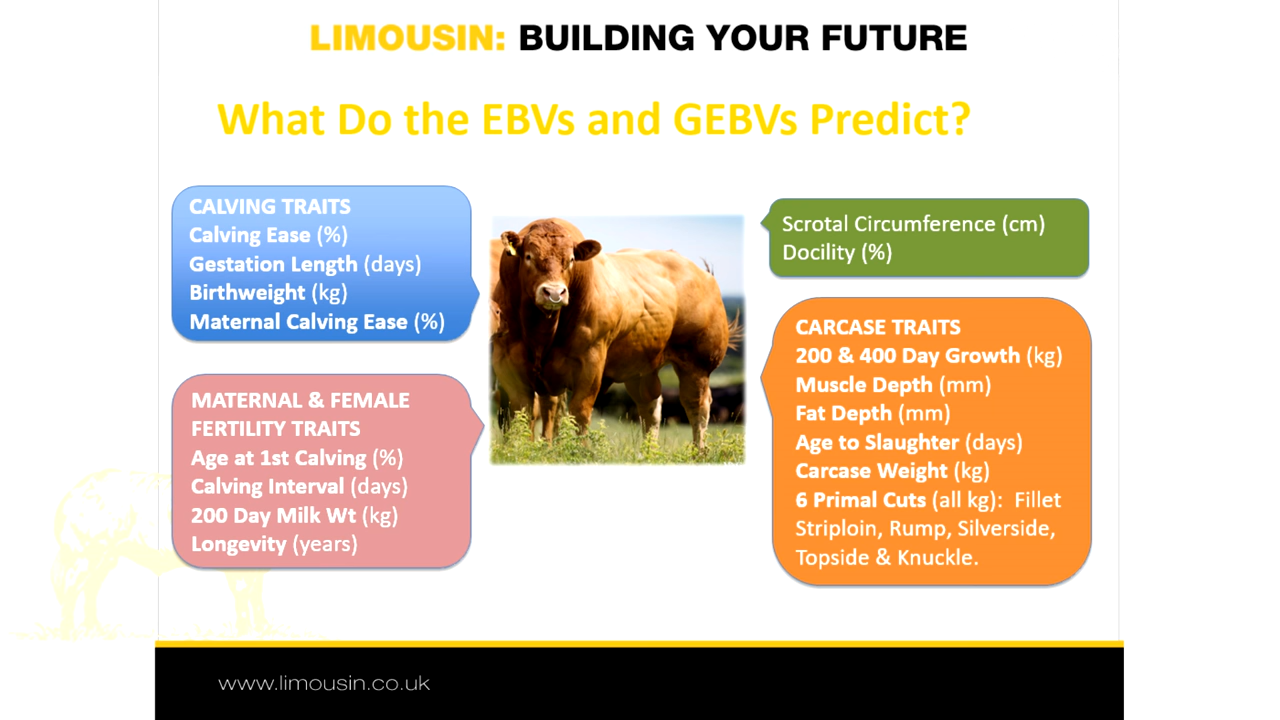 LIMOUSIN: BUILDING YOUR FUTURE
What Do the EBVs and GEBVs Predict?
CALVING TRAITS
Calving Ease (%)
Gestation Length (days)
Birthweight (kg)
Maternal Calving Ease (%)
MATERNAL & FEMALE
FERTILITY TRAITS
Age at 1st Calving (%)
Calving Interval (days)
200 Day Milk Wt (kg)
Longevity (years)
Scrotal Circumference (cm)
Docility (%)
CARCASE TRAITS
200 & 400 Day Growth (kg)
Muscle Depth (mm)
Fat Depth (mm)
Age to Slaughter (days)
Carcase Weight (kg)
6 Primal Cuts (all kg): Fillet
Striploin, Rump, Silverside,
Topside & Knuckle.
www.limousin.co.uk